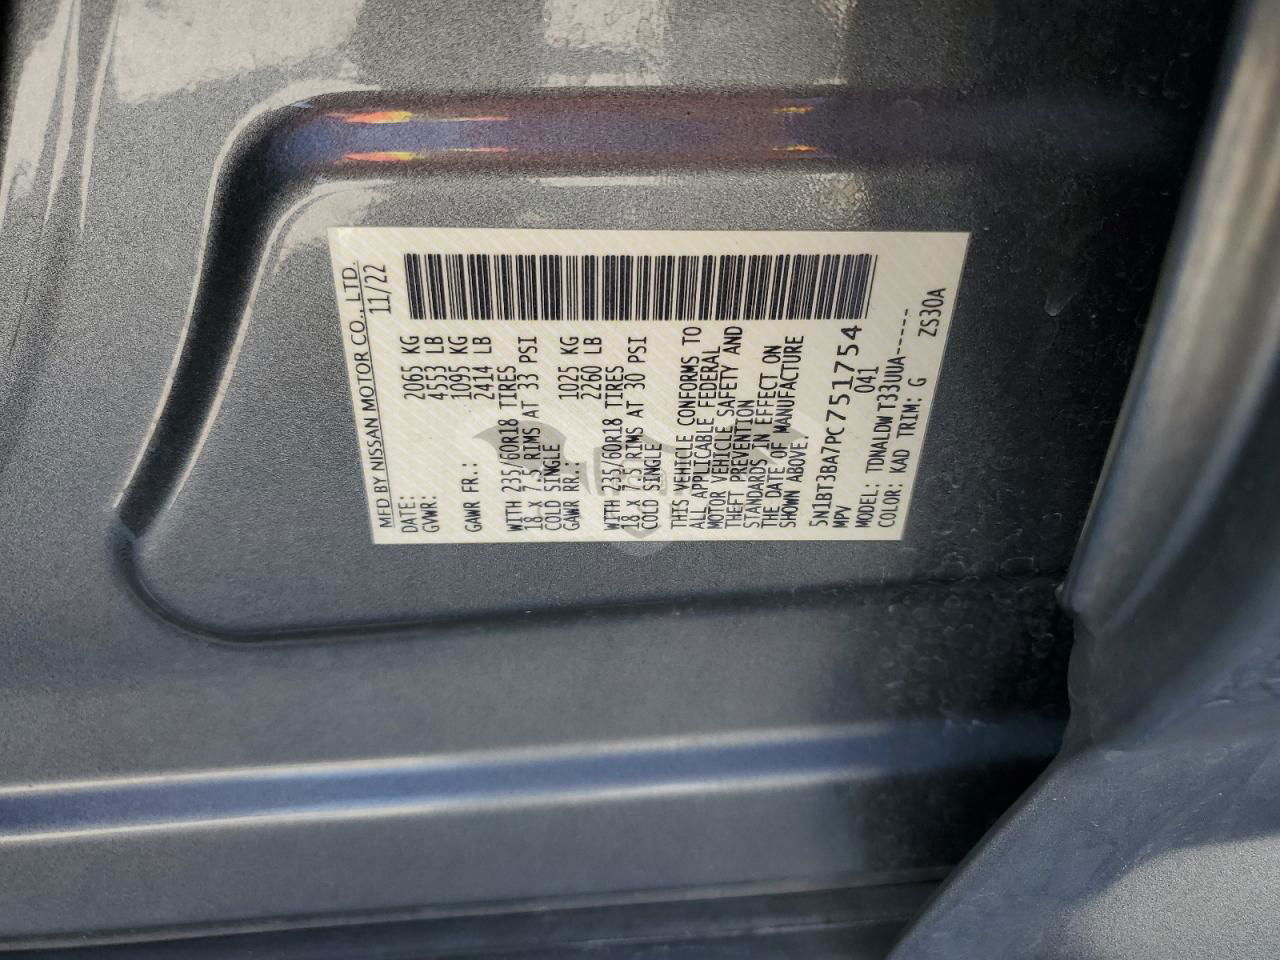 MFD BY NISSAN MOTOR CO., LTD.
DATE: 11/22
GVWR: 2065 KG
4553 LB
GAWR FR.: 1095 KG
2414 LB
WITH 235/60R18 TIRES
18 X 7.5 RIMS AT 33 PSI
COLD SINGLE
GAWR RR.: 1025 KG
2260 LB
WITH 235/60R18 TIRES
18 X 7.5 RIMS AT 30 PSI
COLD SINGLE
THIS VEHICLE CONFORMS TO
ALL APPLICABLE FEDERAL
MOTOR VEHICLE SAFETY AND
THEFT PREVENTION
STANDARDS IN EFFECT ON
THE DATE OF MANUFACTURE
SHOWN ABOVE.
5N1BT3BA7PC751754
MPV 041
MODEL: TDNALDW T33UUA------
COLOR: KAD TRIM: G ZS30A